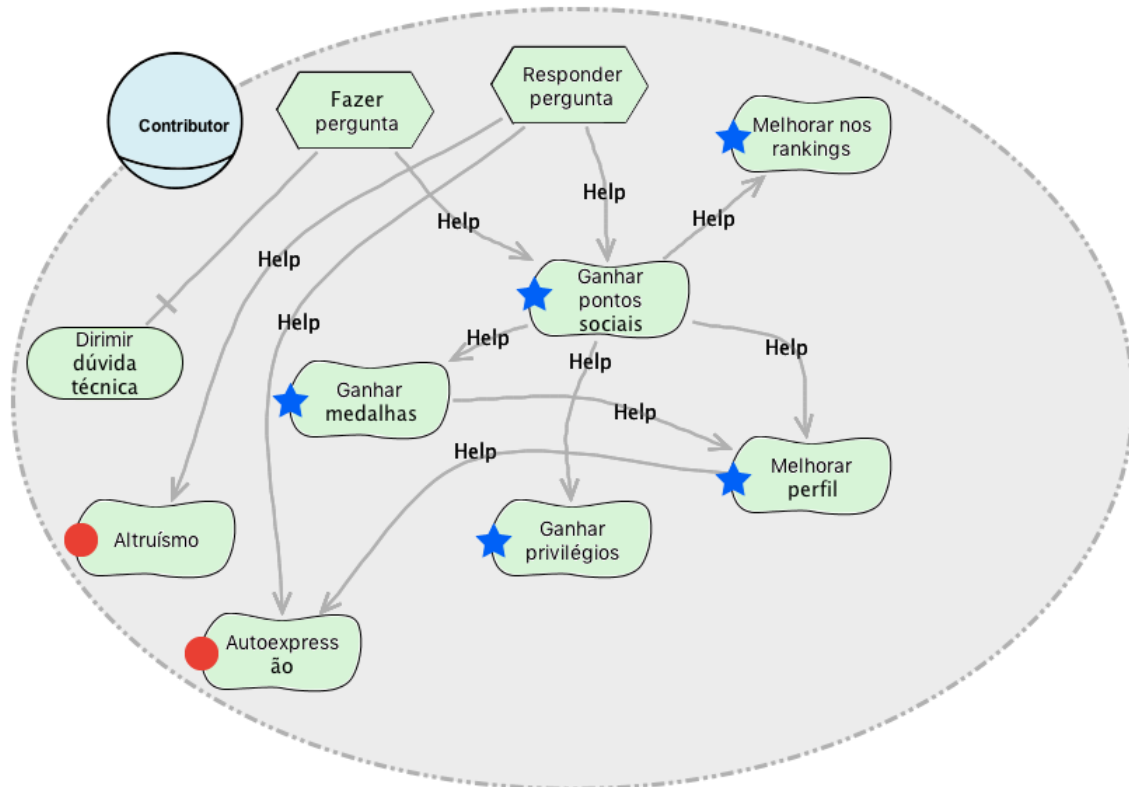 Contributor
Fazer
pergunta
Responder
pergunta
Melhorar nos
rankings
Help
Help
Help
Help
Help
Ganhar
pontos
sociais
Dirimir
dúvida
técnica
Help
Help
Help
Ganhar
medalhas
Help
Help
Melhorar
perfil
Altruísmo
Ganhar
privilégios
Autoexpress
ão